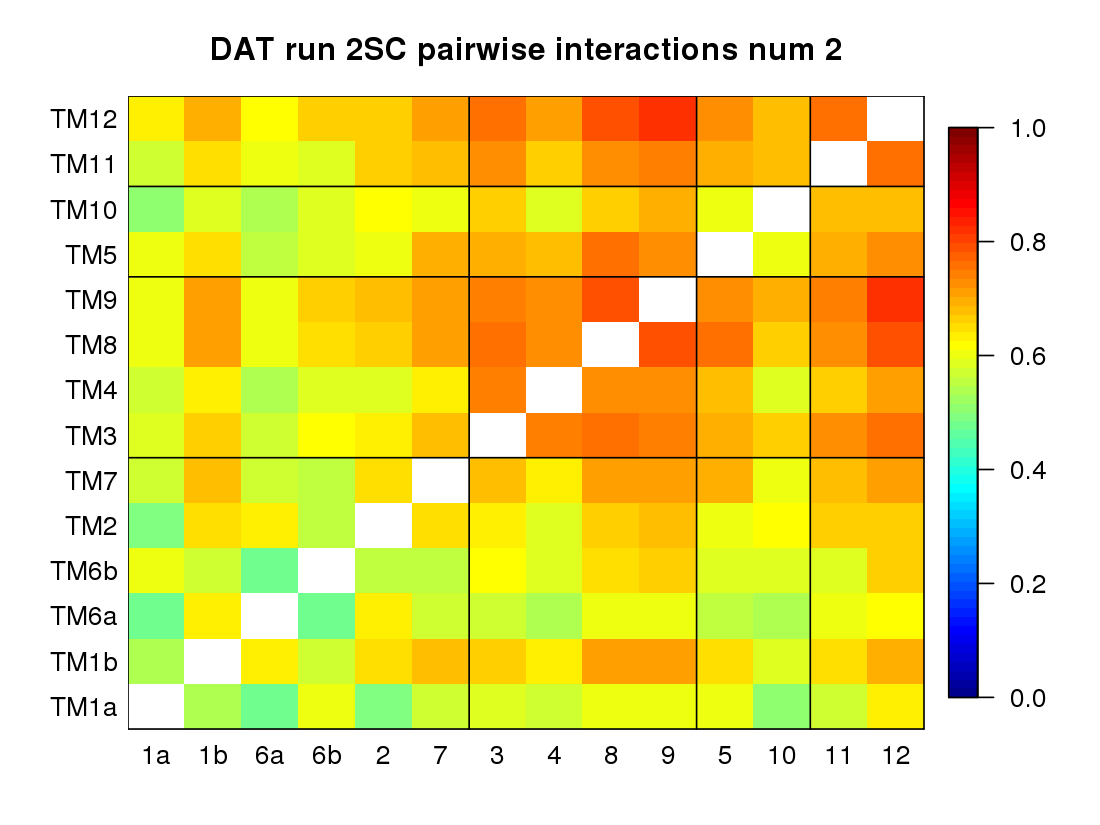 DAT run 2SC pairwise interactions num 2
TM12
TM11
TM10
TM5
TM9
TM8
TM4
TM3
TM7
TM2
TM6b
TM6a
TM1b
TM1a
1a 1b 6a 6b 2 7 3 4 8 9 5 10 11 12
1.0
0.8
0.6
0.4
0.2
0.0